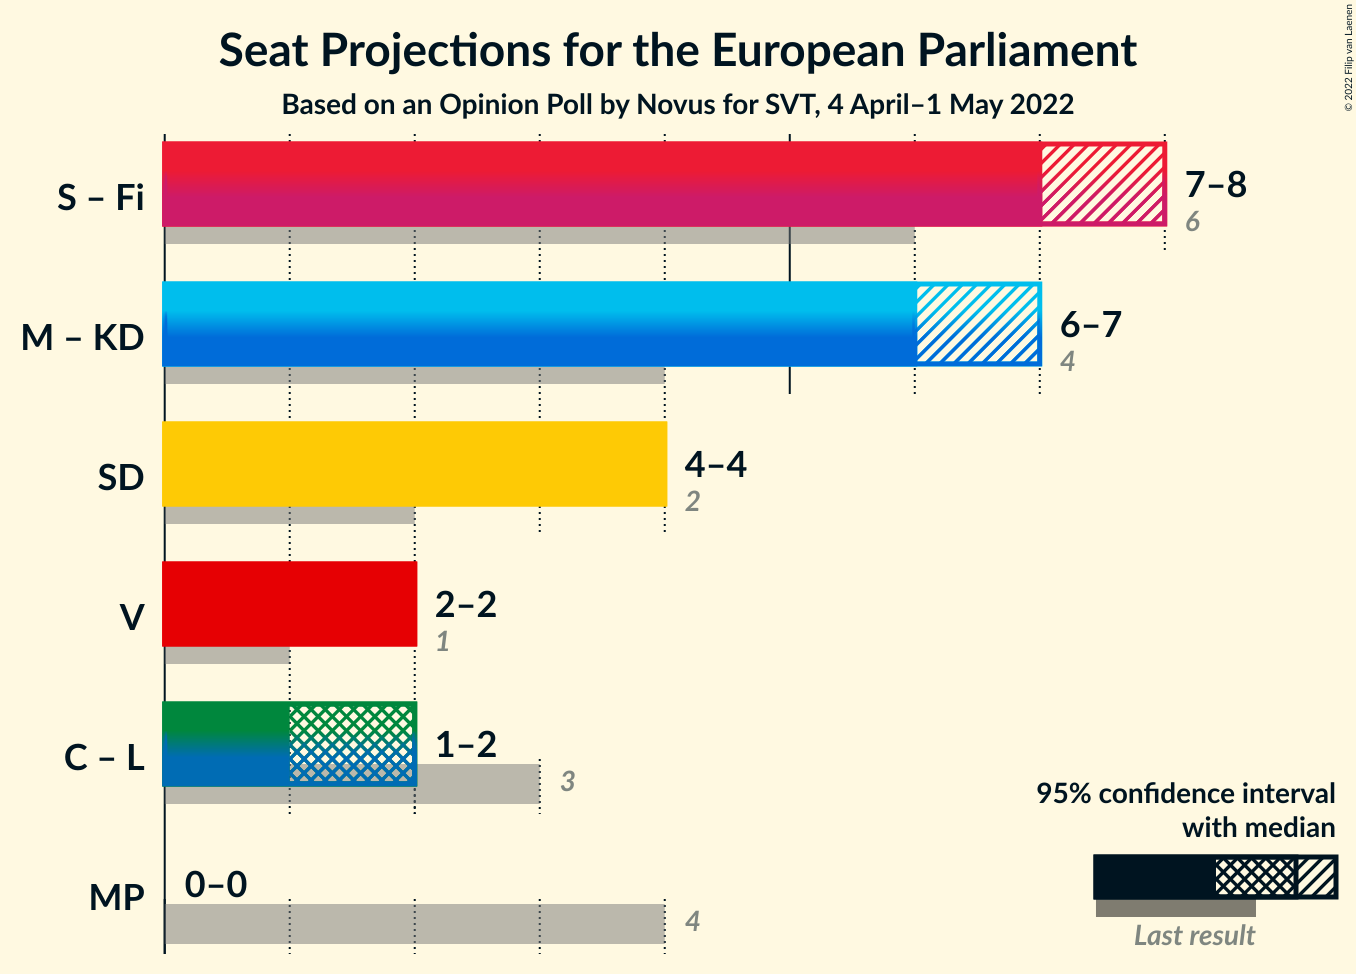 Seat Projections for the European Parliament
Based on an Opinion Poll by Novus for SVT, 4 April–1 May 2022
© 2022 Filip van Laenen
S – Fi
7–8
6
M – KD
6–7
4
SD
4–4
2
V
2–2
1
C – L
1–2
3
MP
0–0
4
95% confidence interval
with median
Last result